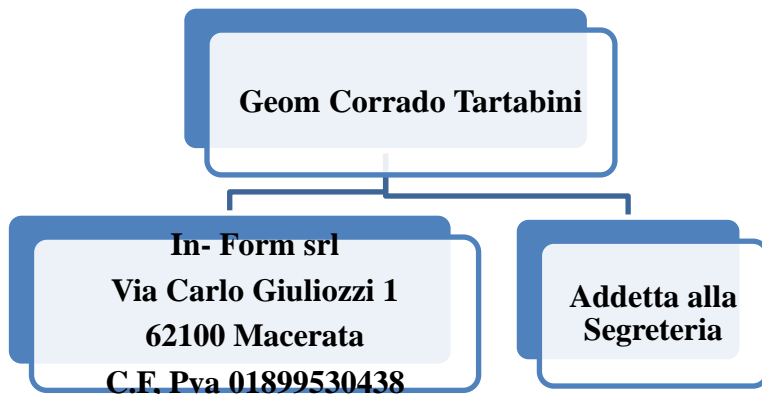 Geom Corrado Tartabini
In- Form srl
Via Carlo Giuliozzi 1
62100 Macerata
C.F, Pva 01899530438
Addetta alla
Segreteria